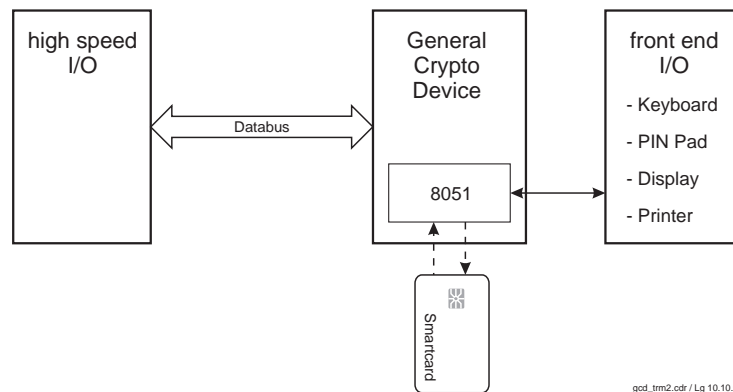 high speed
I/O
Databus
General
Crypto
Device
8051
Smartcard
front end
I/O
- Keyboard
- PIN Pad
- Display
- Printer
gcd_trm2.cdr / Lg 10.10.